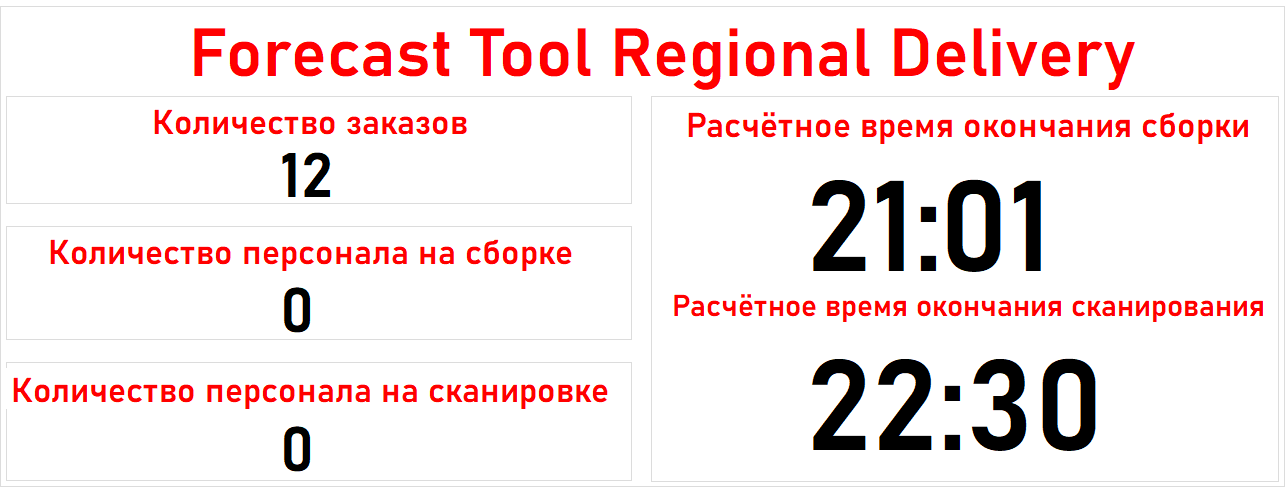 Forecast Tool Regional Delivery
Количество заказов
12
Количество персонала на сборке
0
Количество персонала на сканировке
0
Расчётное время окончания сборки
21:01
Расчётное время окончания сканирования
22:30